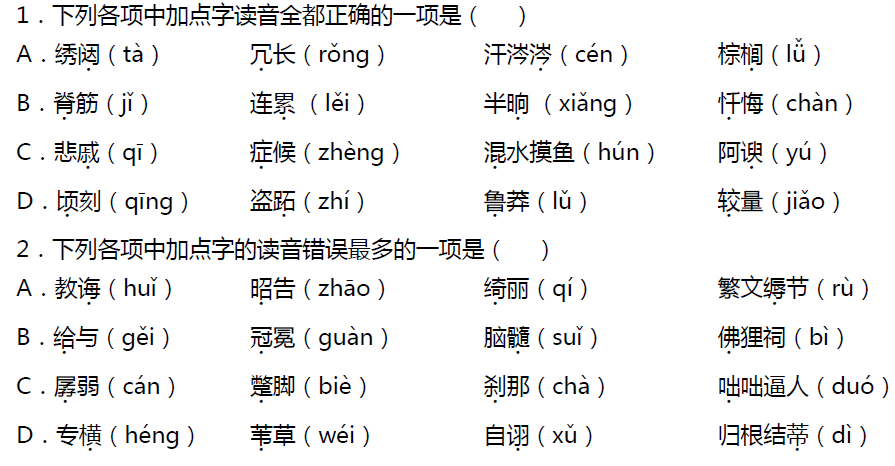 1．下列各项中加点字读音全都正确的一项是（　　）
A．绣闼（tà）　冗长（rǒng）　汗涔涔（cén）　棕榈（lǚ）
B．脊筋（jǐ）　连累（lěi）　半晌（xiǎng）　忏悔（chàn）
C．悲戚（qī）　症候（zhèng）　混水摸鱼（hún）　阿谀（yú）
D．顷刻（qīng）　盗跖（zhí）　鲁莽（lǔ）　较量（jiǎo）
2．下列各项中加点字的读音错误最多的一项是（　　）
A．教诲（huǐ）　昭告（zhāo）　绮丽（qí）　繁文缛节（rù）
B．给与（gěi）　冠冕（guàn）　脑髓（suǐ）　佛狸祠（bì）
C．孱弱（cán）　蹩脚（biè）　刹那（chà）　咄咄逼人（duó）
D．专横（héng）　苇草（wéi）　自诩（xǔ）　归根结蒂（dì）